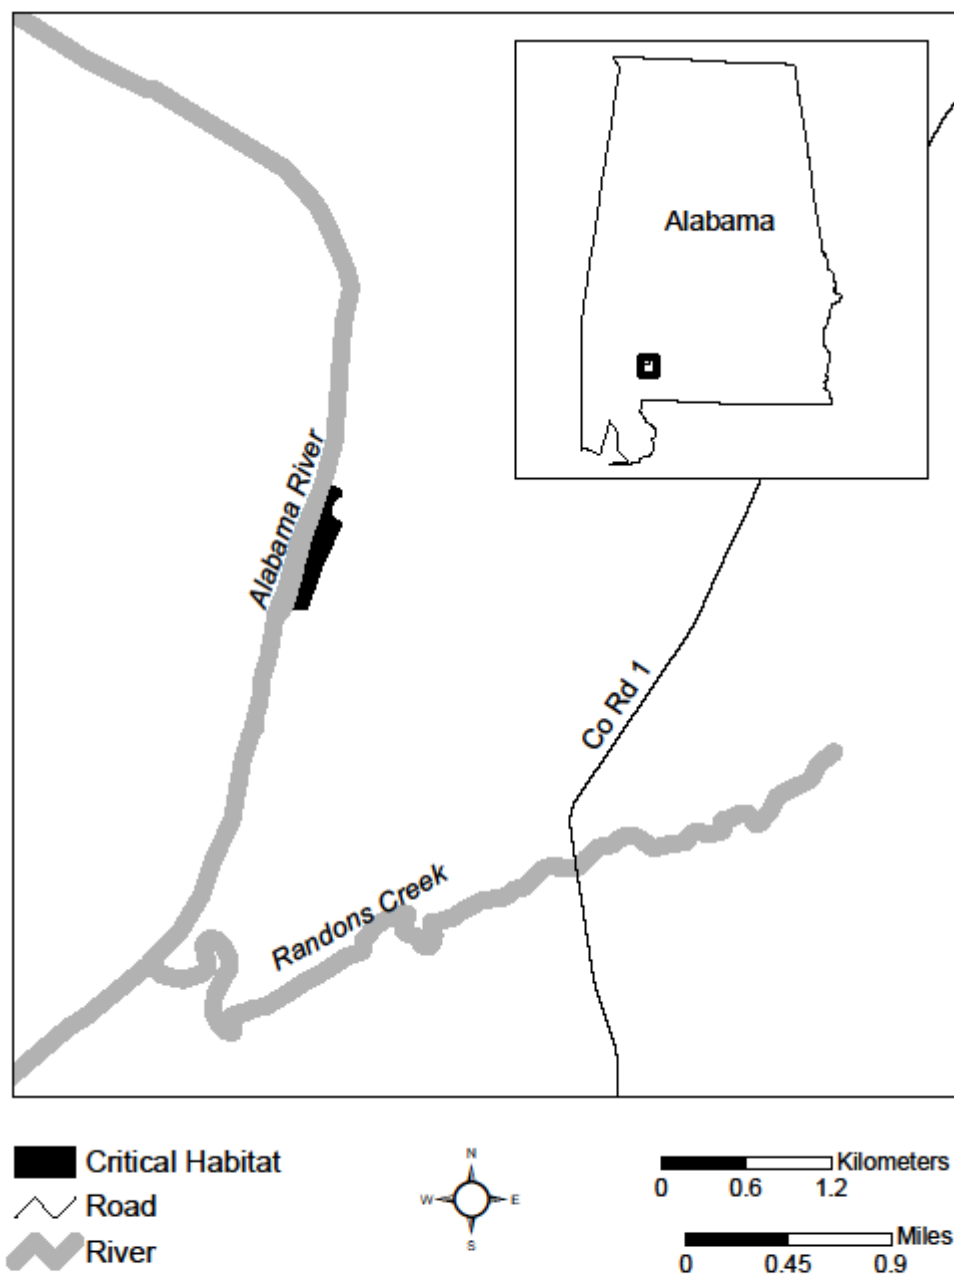 Alabama
Alabama River
Co Rd 1
Randons Creek
Critical Habitat
Road
River
N
W
E
S
Kilometers
0 0.6 1.2
Miles
0 0.45 0.9